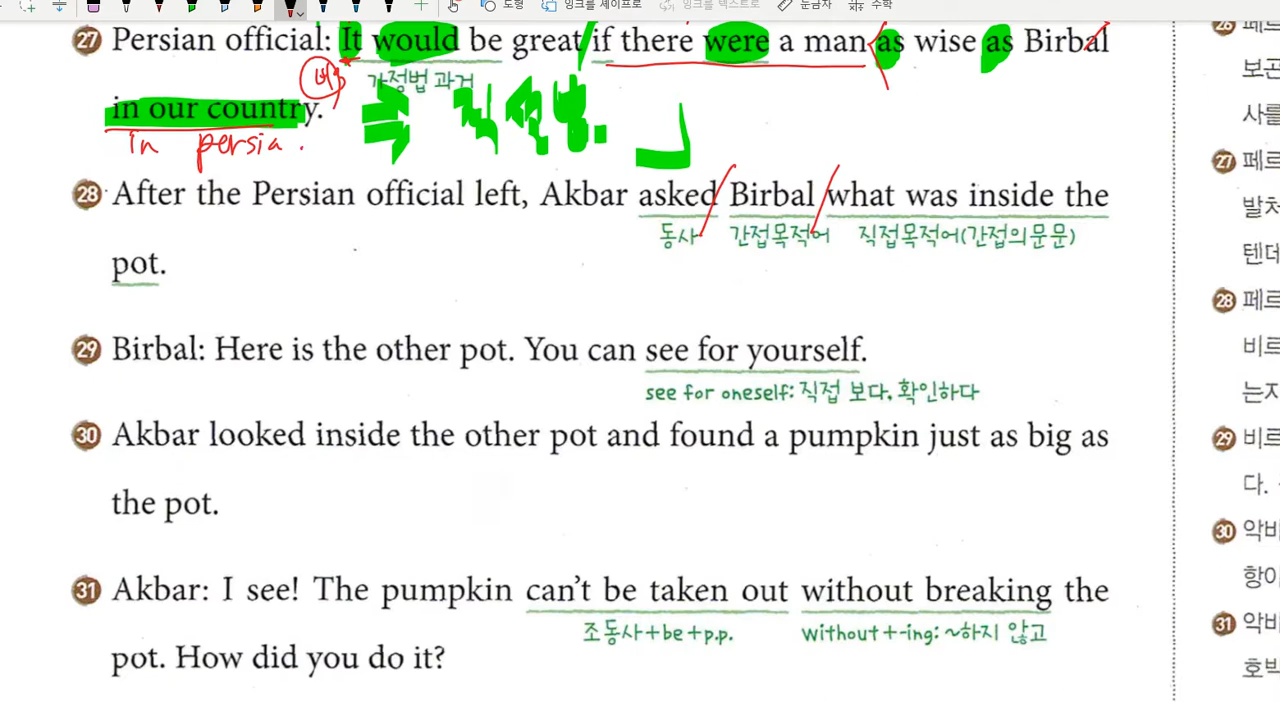 도형
잉크를 셰이프로
잉크를 텍스트로
눈금자
수학
27 Persian official: It would be great if there were a man as wise as Birbal
가정법 과거
in our country.
즉 직설법.
in persia.
28 After the Persian official left, Akbar asked Birbal what was inside the
동사 간접목적어 직접목적어(간접의문문)
pot.
29 Birbal: Here is the other pot. You can see for yourself.
see for oneself: 직접 보다, 확인하다
30 Akbar looked inside the other pot and found a pumpkin just as big as
the pot.
31 Akbar: I see! The pumpkin can't be taken out without breaking the
조동사+be+p.p. without+-ing: ~하지 않고
pot. How did you do it?
보곤
사를
27 페르
발처
텐데
28 페르
비르
는지
29 비르
다.
30 악바
항아
31 악바
호박